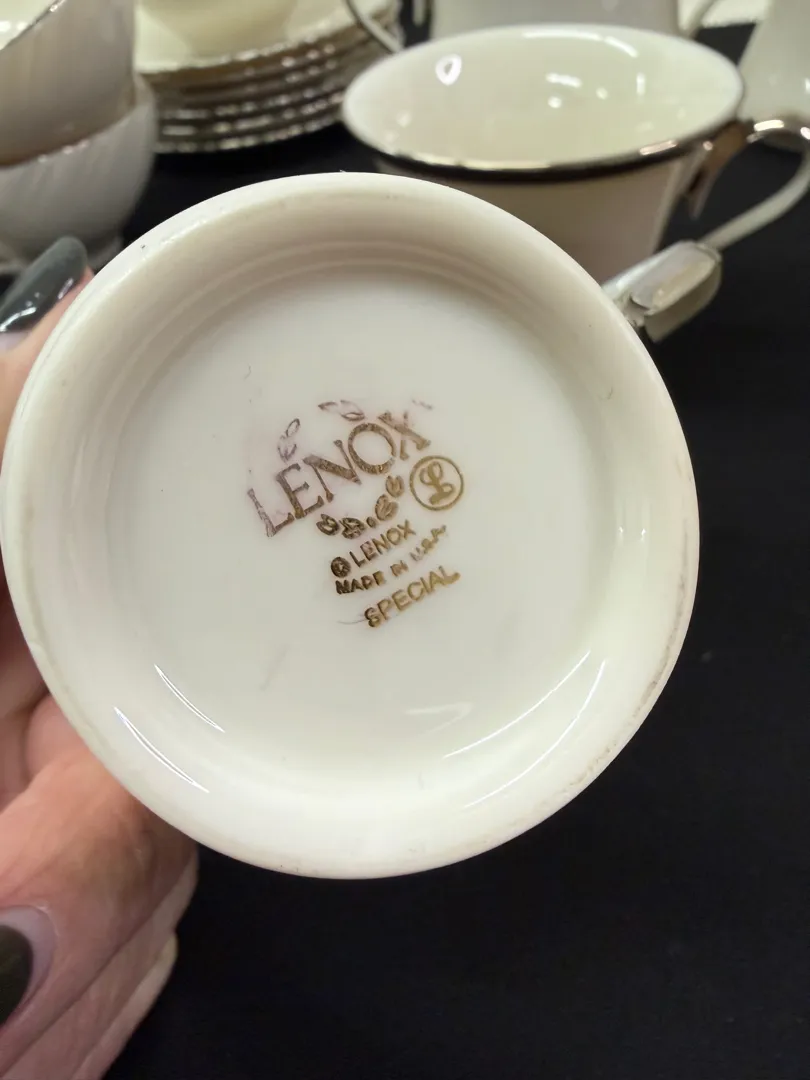 LENOX
L
© LENOX
MADE IN U.S.A.
SPECIAL